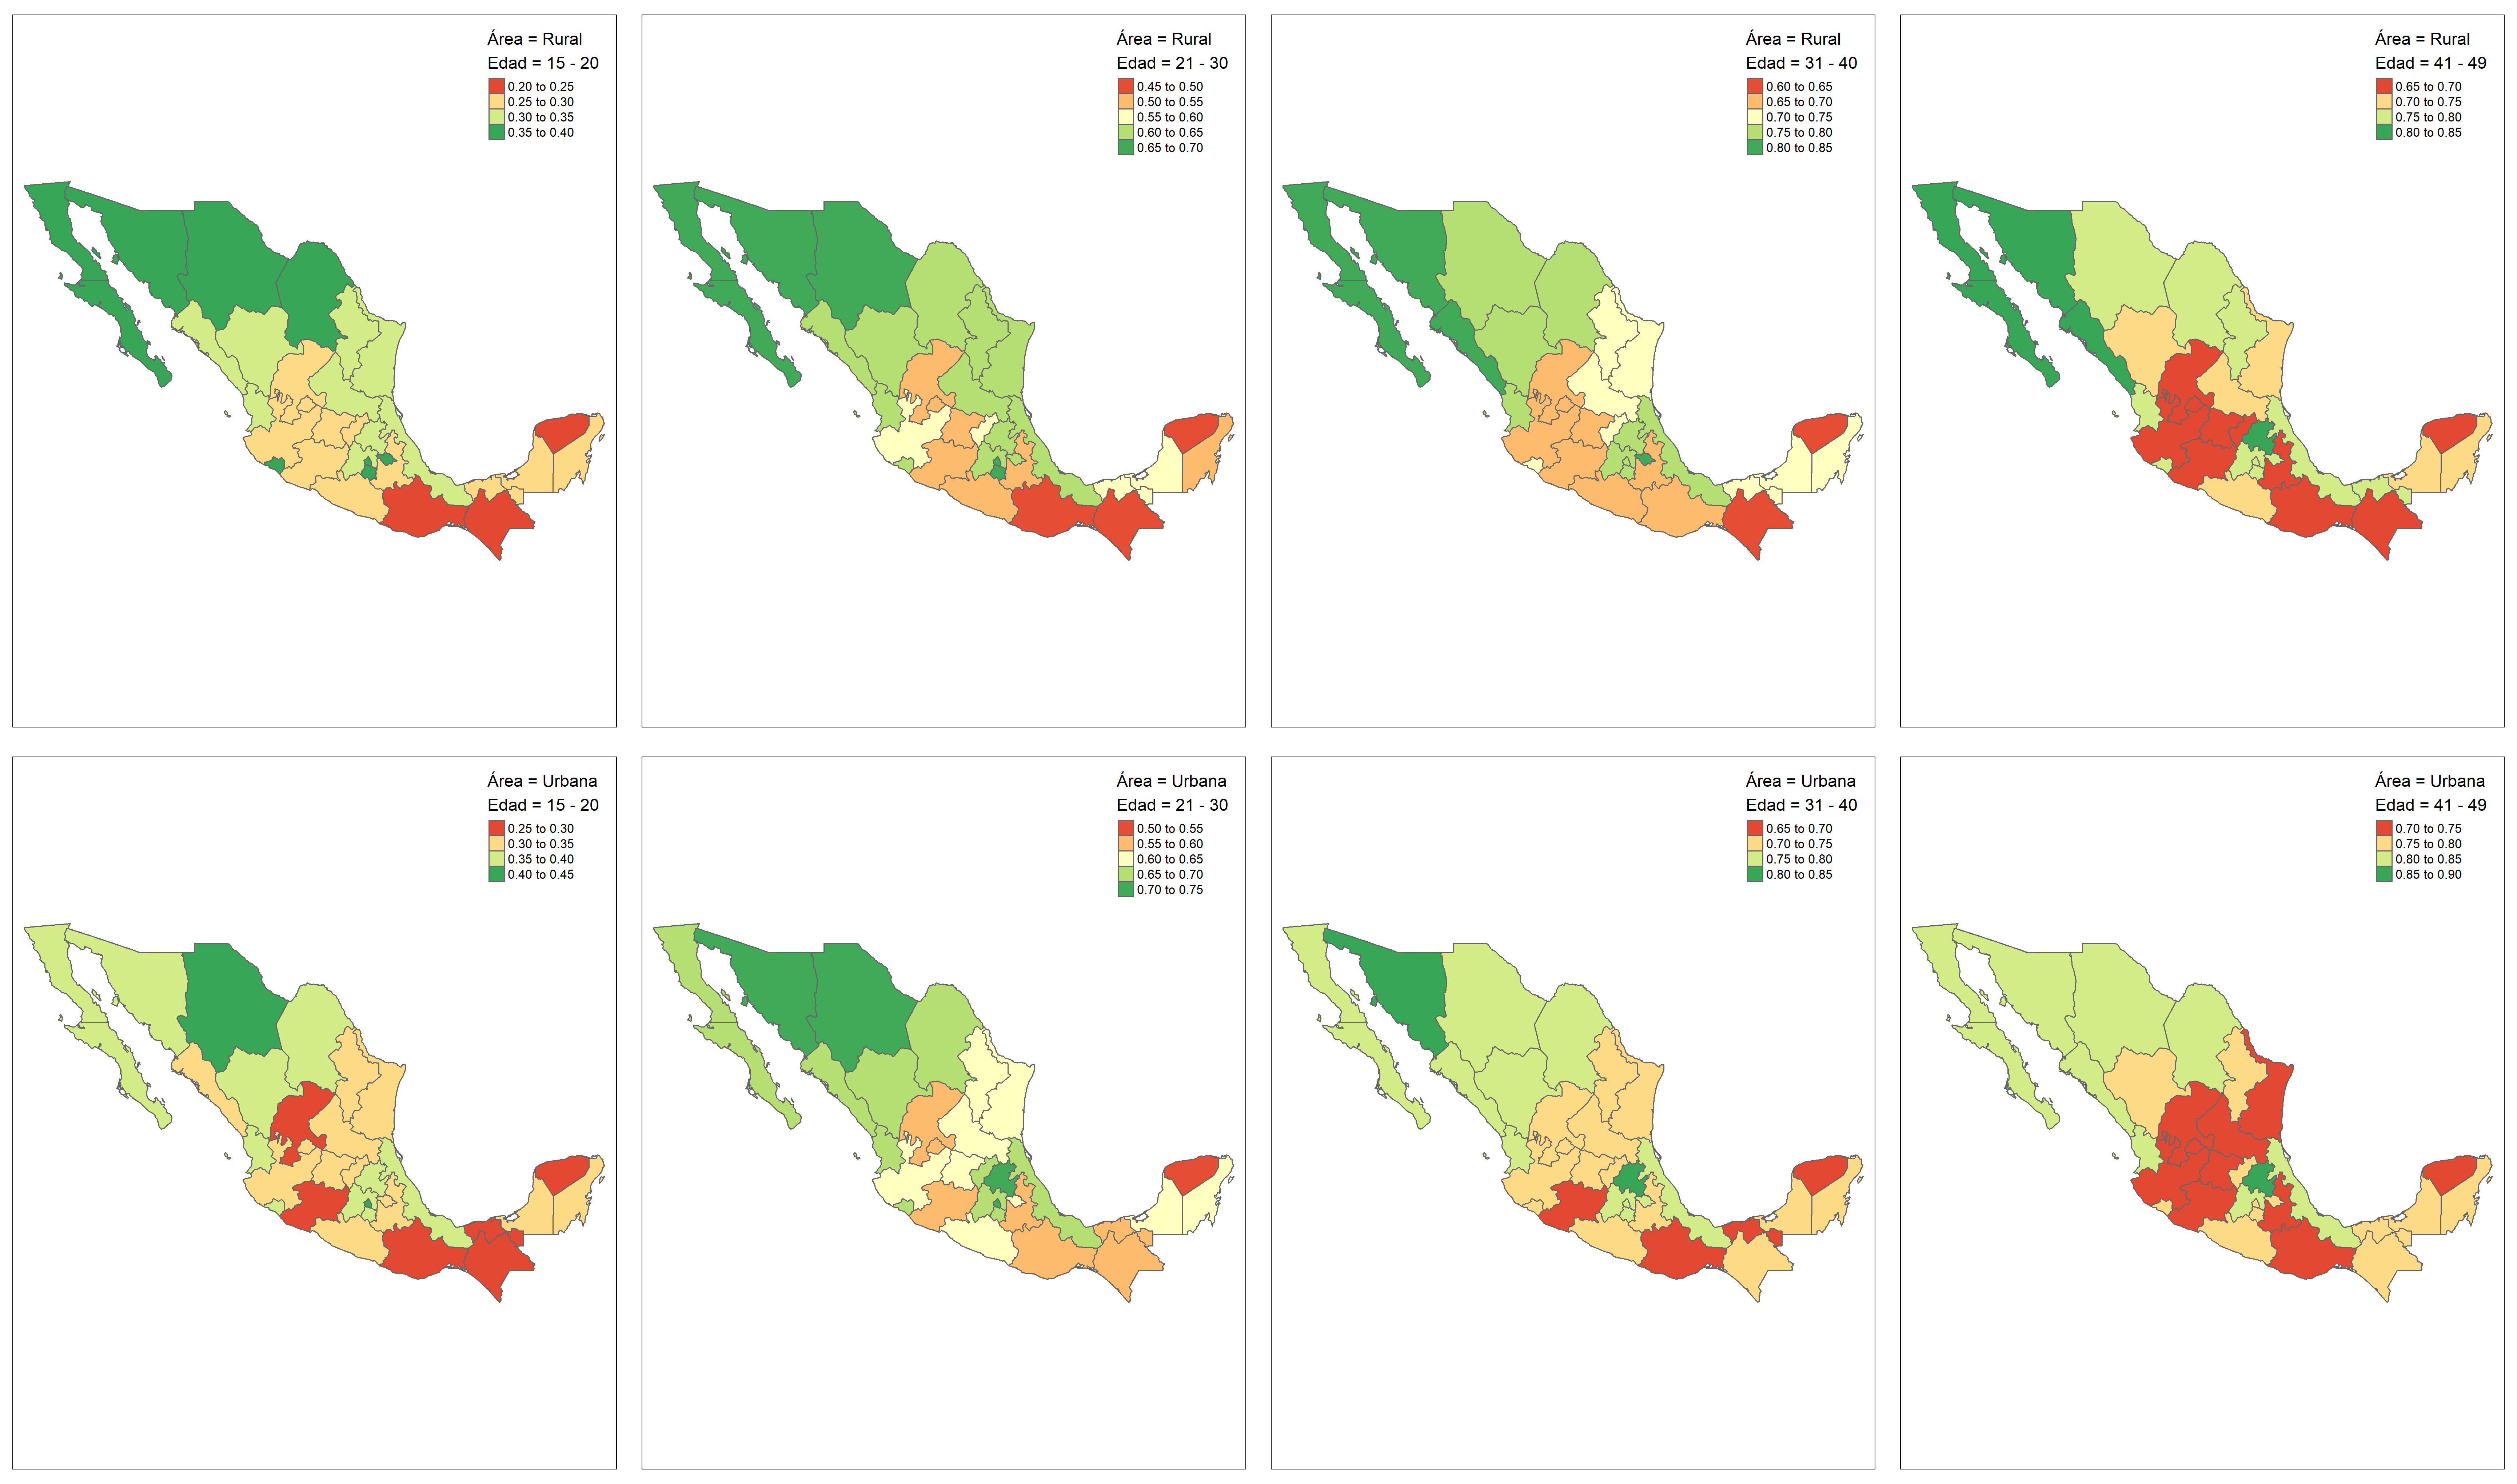 Área = Rural
Edad = 15 - 20
0.20 to 0.25
0.25 to 0.30
0.30 to 0.35
0.35 to 0.40
Área = Rural
Edad = 21 - 30
0.45 to 0.50
0.50 to 0.55
0.55 to 0.60
0.60 to 0.65
0.65 to 0.70
Área = Rural
Edad = 31 - 40
0.60 to 0.65
0.65 to 0.70
0.70 to 0.75
0.75 to 0.80
0.80 to 0.85
Área = Rural
Edad = 41 - 49
0.65 to 0.70
0.70 to 0.75
0.75 to 0.80
0.80 to 0.85
Área = Urbana
Edad = 15 - 20
0.25 to 0.30
0.30 to 0.35
0.35 to 0.40
0.40 to 0.45
Área = Urbana
Edad = 21 - 30
0.50 to 0.55
0.55 to 0.60
0.60 to 0.65
0.65 to 0.70
0.70 to 0.75
Área = Urbana
Edad = 31 - 40
0.65 to 0.70
0.70 to 0.75
0.75 to 0.80
0.80 to 0.85
Área = Urbana
Edad = 41 - 49
0.70 to 0.75
0.75 to 0.80
0.80 to 0.85
0.85 to 0.90